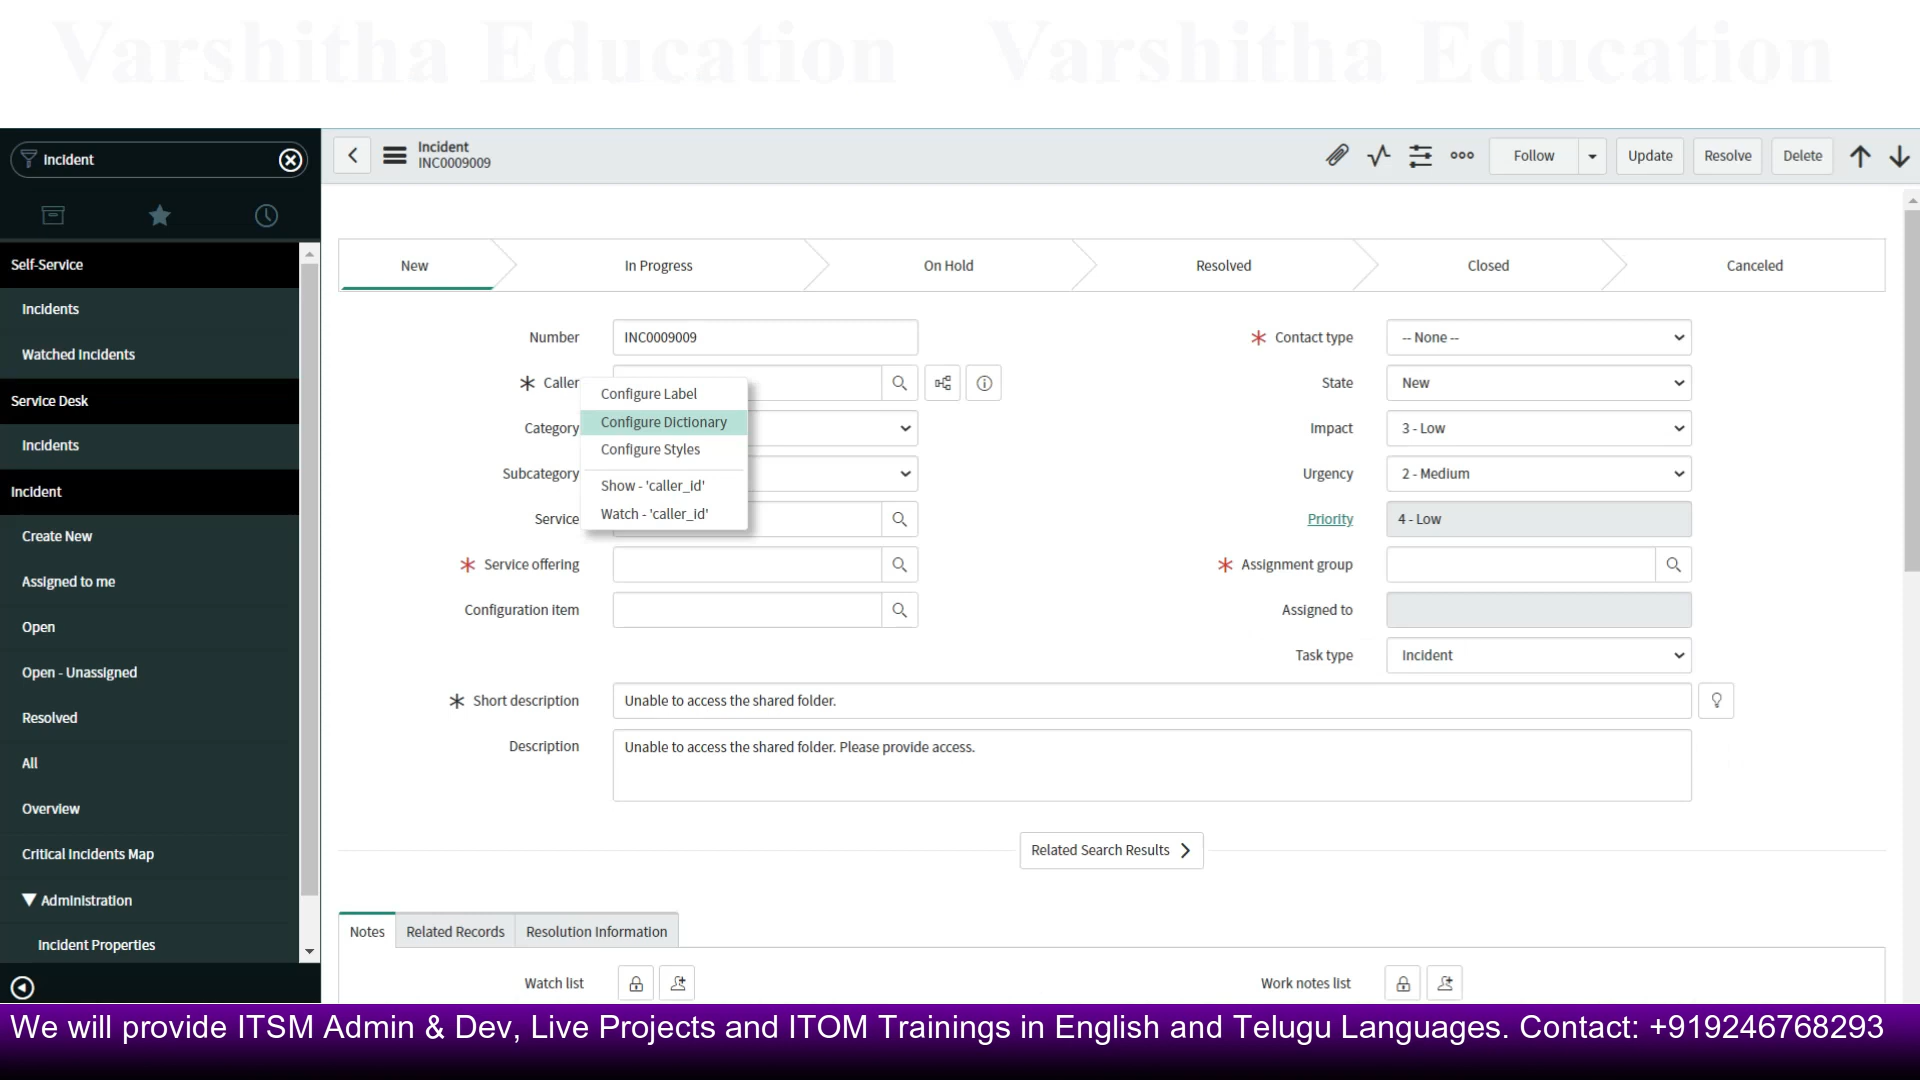 Varshitha Education Varshitha Education
Incident
Incident
INC0009009
Follow
Update
Resolve
Delete
Self-Service
Incidents
Watched Incidents
Service Desk
Incidents
Incident
Create New
Assigned to me
Open
Open - Unassigned
Resolved
All
Overview
Critical Incidents Map
Administration
Incident Properties
New
In Progress
On Hold
Resolved
Closed
Canceled
Number
INC0009009
* Caller
Category
Subcategory
Service
* Service offering
Configuration item
Configure Label
Configure Dictionary
Configure Styles
Show - 'caller_id'
Watch - 'caller_id'
* Contact type
-- None --
State
New
Impact
3 - Low
Urgency
2 - Medium
Priority
4 - Low
* Assignment group
Assigned to
Task type
Incident
* Short description
Unable to access the shared folder.
Description
Unable to access the shared folder. Please provide access.
Related Search Results
Notes
Related Records
Resolution Information
Watch list
Work notes list
We will provide ITSM Admin & Dev, Live Projects and ITOM Trainings in English and Telugu Languages. Contact: +919246768293